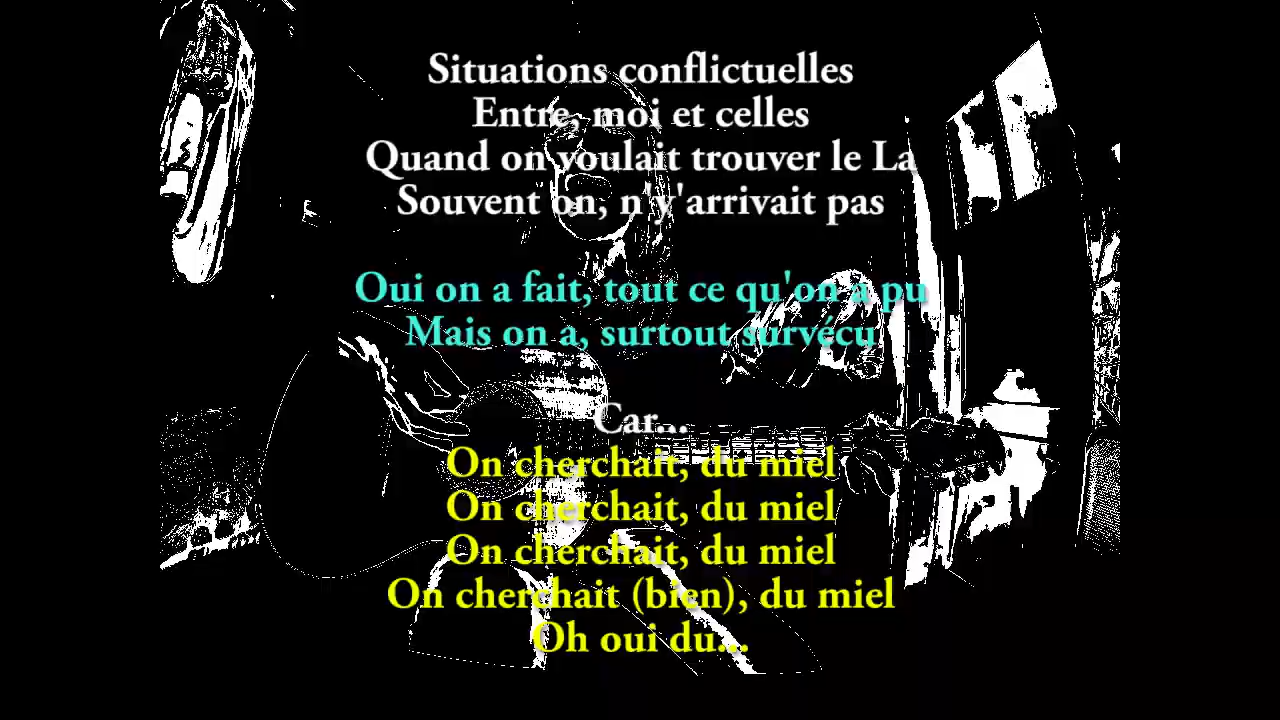 Situations conflictuelles
Entre, moi et celles
Quand on voulait trouver le La
Souvent on, n'y'arrivait pas
Oui on a fait, tout ce qu'on a pu
Mais on a, surtout survécu
Car...
On cherchait, du miel
On cherchait, du miel
On cherchait, du miel
On cherchait (bien), du miel
Oh oui du...